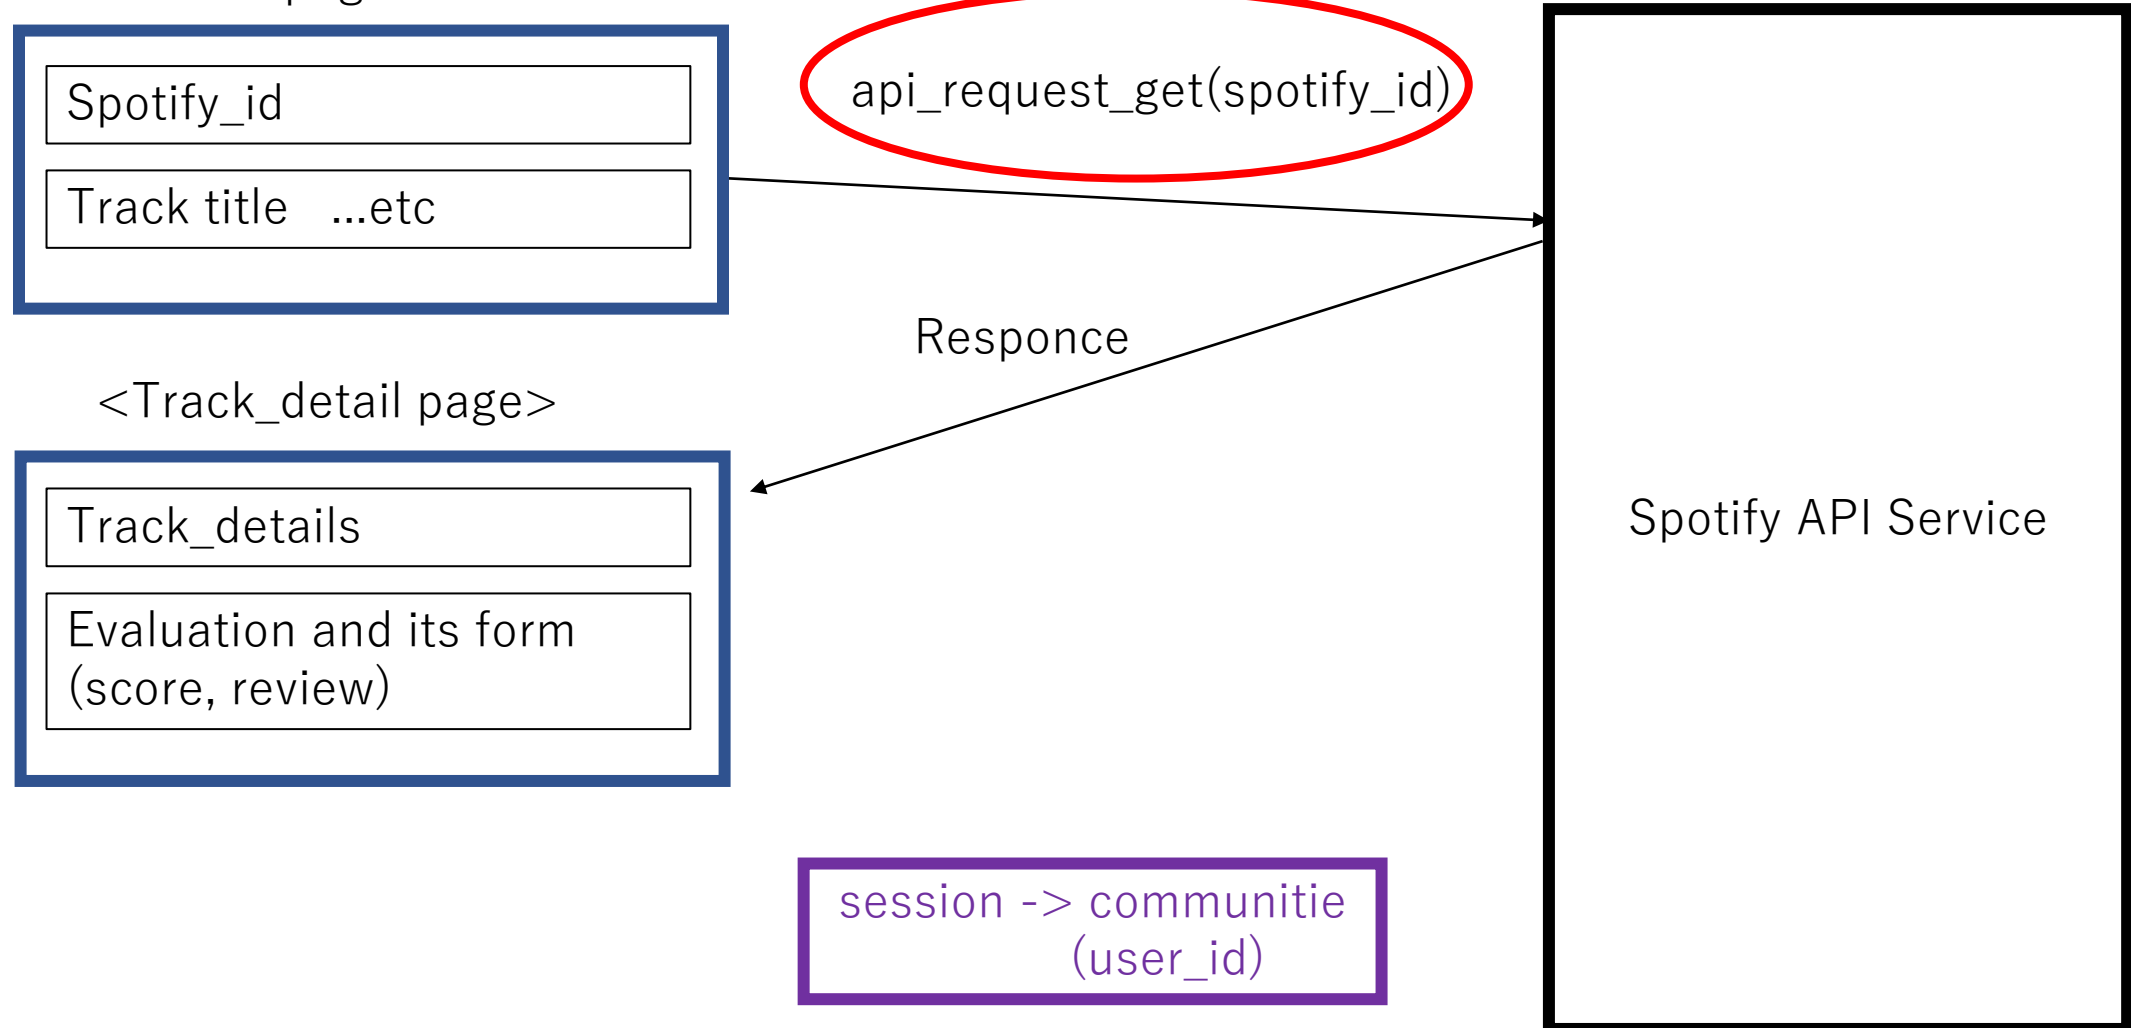 Spotify_id
Track title ...etc
api_request_get(spotify_id)
Responce
<Track_detail page>
Track_details
Evaluation and its form
(score, review)
Spotify API Service
session -> communitie
(user_id)